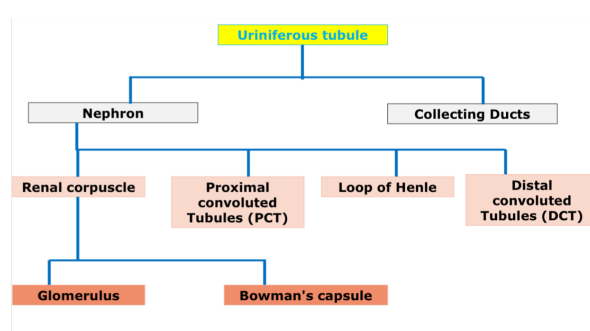 Uriniferous tubule
Nephron
Collecting Ducts
Renal corpuscle
Proximal
convoluted
Tubules (PCT)
Loop of Henle
Distal
convoluted
Tubules (DCT)
Glomerulus
Bowman's capsule